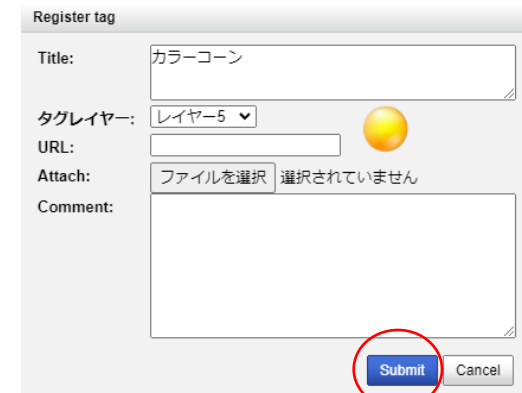 Register tag
Title: カラーコーン
タグレイヤー: レイヤー5
URL:
Attach: ファイルを選択 選択されていません
Comment:
Submit Cancel